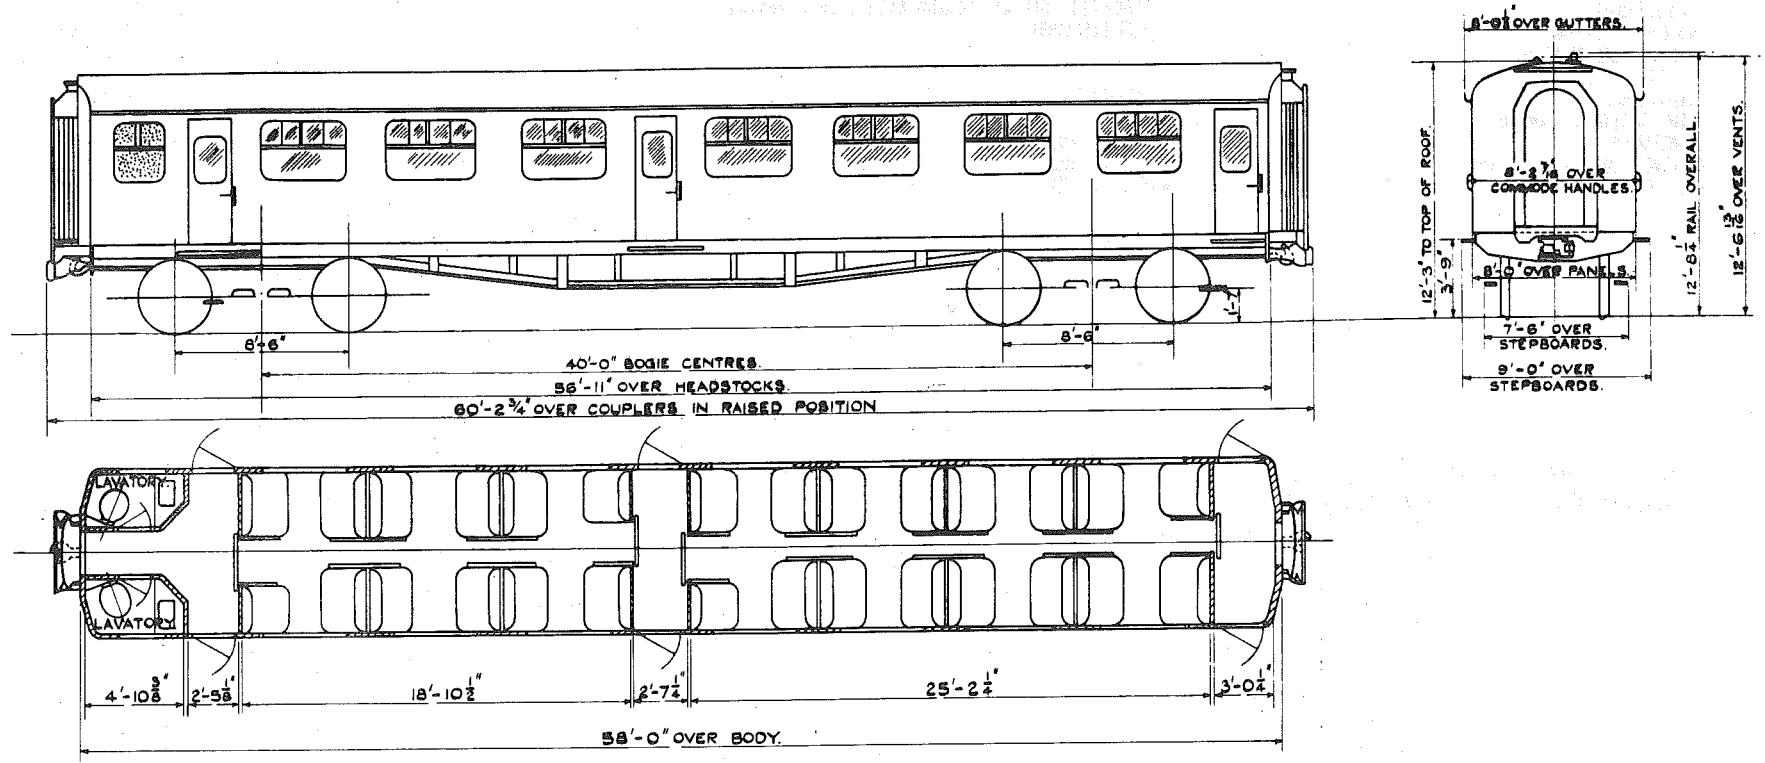 8'-0⅛" OVER GUTTERS.
8'-2 7/16" OVER
COMMODE HANDLES.
12'-3" TO TOP OF ROOF.
3'-9"
12'-8¼" RAIL OVERALL.
12'-6 13/16" OVER VENTS.
8'-0" OVER PANELS.
7'-6" OVER
STEPBOARDS.
9'-0" OVER
STEPBOARDS.
1'-7"
8'-6"
8'-6"
40'-0" BOGIE CENTRES.
56'-11" OVER HEADSTOCKS.
60'-2¾" OVER COUPLERS IN RAISED POSITION
LAVATORY.
LAVATORY
4'-10⅜"
2'-5⅛"
18'-10½"
2'-7¼"
25'-2¼"
3'-0¼"
58'-0" OVER BODY.